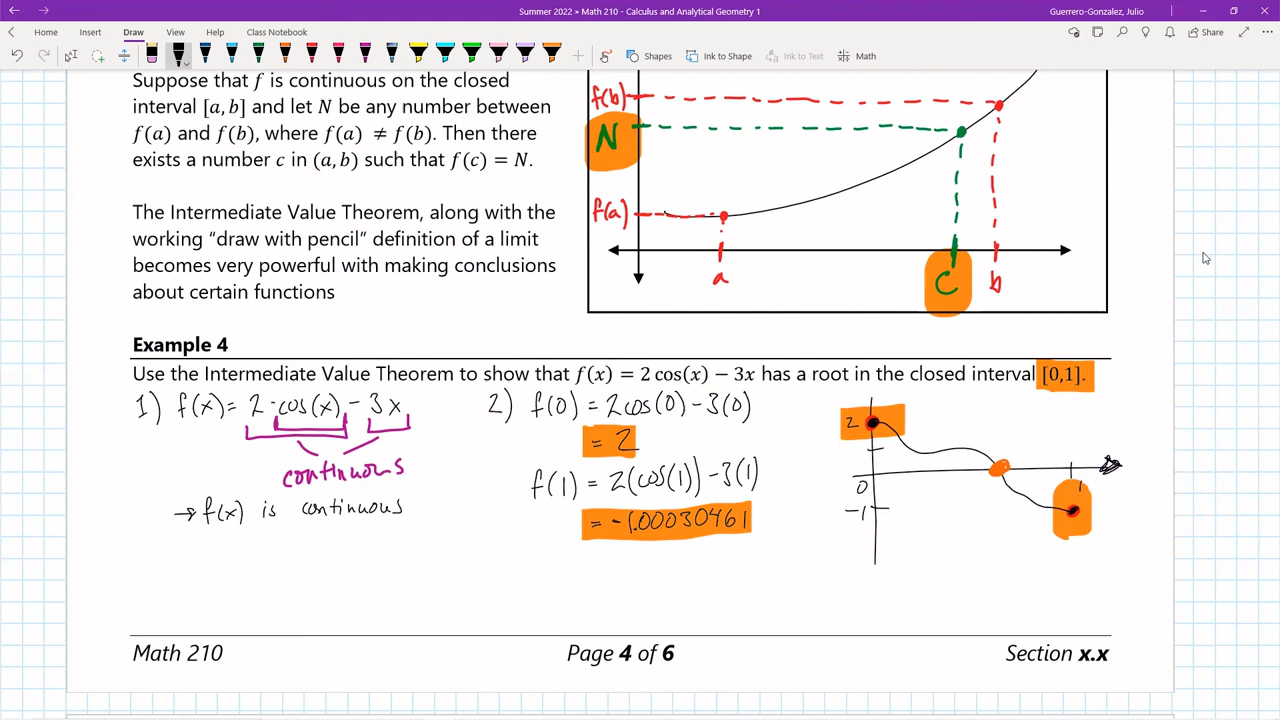 Summer 2022 » Math 210 - Calculus and Analytical Geometry 1
Guerrero-Gonzalez, Julio
Home Insert Draw View Help Class Notebook
Share
Shapes Ink to Shape Ink to Text Math
Suppose that f is continuous on the closed
interval [a, b] and let N be any number between
f(a) and f(b), where f(a) ≠ f(b). Then there
exists a number c in (a, b) such that f(c) = N.
The Intermediate Value Theorem, along with the
working “draw with pencil” definition of a limit
becomes very powerful with making conclusions
about certain functions
f(b)
N
f(a)
a
C
b
Example 4
Use the Intermediate Value Theorem to show that f(x) = 2 cos(x) − 3x has a root in the closed interval [0,1].
1) f(x) = 2·cos(x) - 3x
continuous
→ f(x) is continuous
2) f(0) = 2cos(0) - 3(0)
= 2
f(1) = 2(cos(1)) - 3(1)
= -1.00030461
2
0
1
-1
Math 210
Page 4 of 6
Section x.x